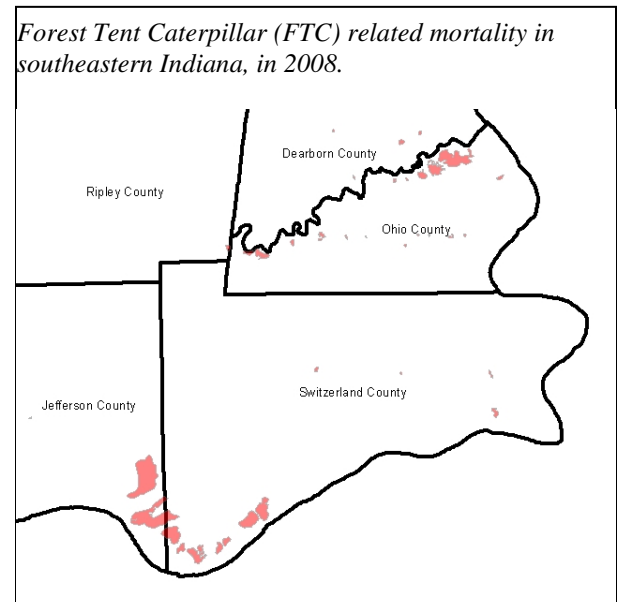 Forest Tent Caterpillar (FTC) related mortality in
southeastern Indiana, in 2008.
Dearborn County
Ripley County
Ohio County
Switzerland County
Jefferson County